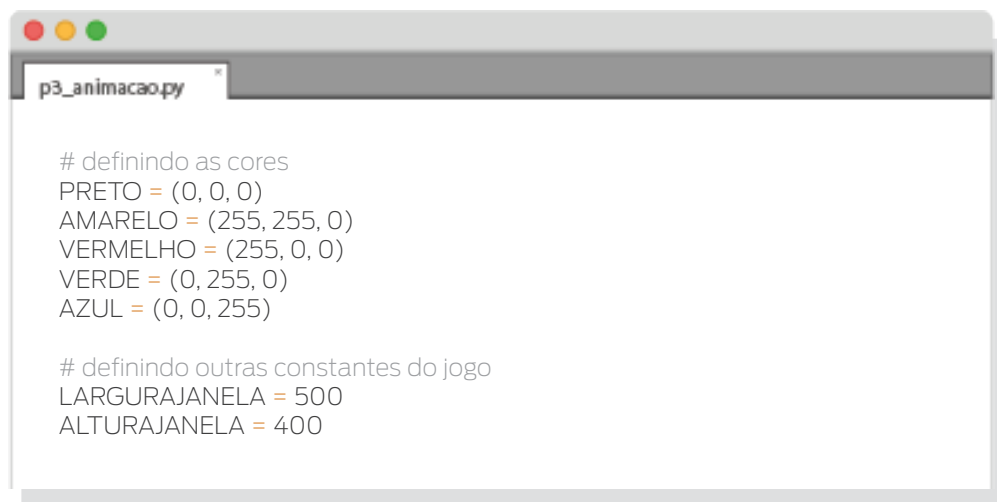 p3_animacao.py ×
# definindo as cores
PRETO = (0, 0, 0)
AMARELO = (255, 255, 0)
VERMELHO = (255, 0, 0)
VERDE = (0, 255, 0)
AZUL = (0, 0, 255)
# definindo outras constantes do jogo
LARGURAJANELA = 500
ALTURAJANELA = 400